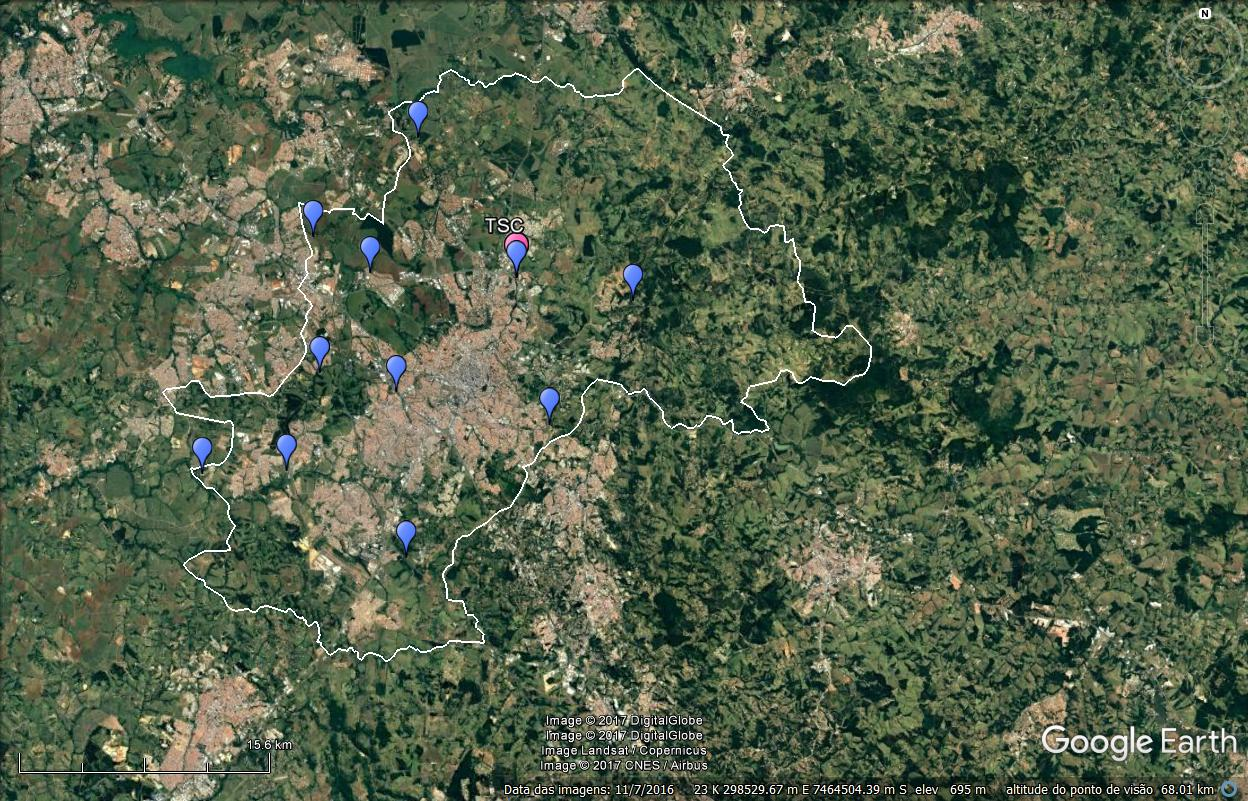 N
TSC
15.6 km
Image © 2017 DigitalGlobe
Image © 2017 DigitalGlobe
Image Landsat / Copernicus
Image © 2017 CNES / Airbus
Google Earth
Data das imagens: 11/7/2016 23 K 298529.67 m E 7464504.39 m S elev 695 m altitude do ponto de visão 68.01 km